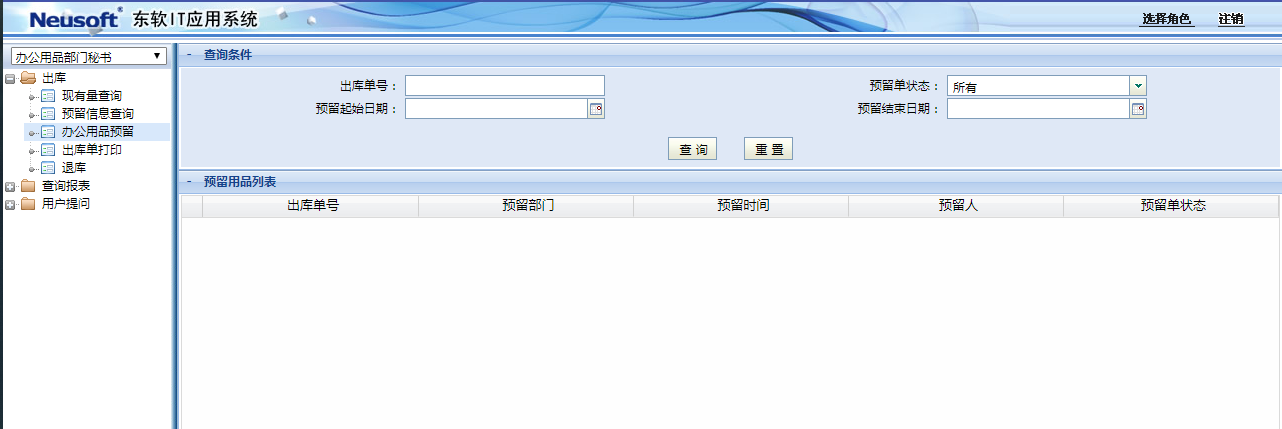 Neusoft 东软IT应用系统 选择角色 注销
办公用品部门秘书
出库
现有量查询
预留信息查询
办公用品预留
出库单打印
退库
查询报表
用户提问
- 查询条件
出库单号： 预留单状态： 所有
预留起始日期： 预留结束日期：
查 询 重 置
- 预留用品列表
出库单号 预留部门 预留时间 预留人 预留单状态